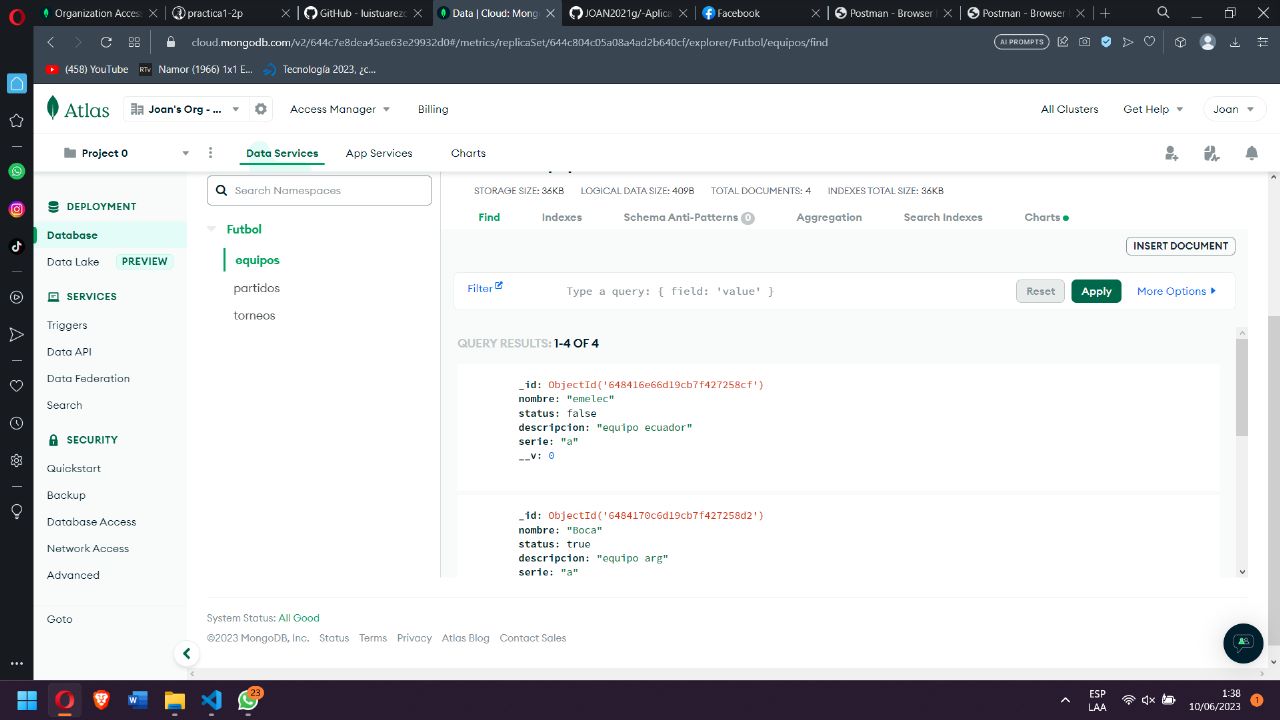 Organization Acces
practica1-2p
GitHub - luistuarez
Data | Cloud: Mong
JOAN2021g/-Aplica
Facebook
Postman - Browser
Postman - Browser
cloud.mongodb.com/v2/644c7e8dea45ae63e29932d0#/metrics/replicaSet/644c804c05a08a4ad2b640cf/explorer/Futbol/equipos/find
AI PROMPTS
(458) YouTube
RTv Namor (1966) 1x1 E...
Tecnología 2023, ¿c...
Atlas
Joan's Org - ...
Access Manager
Billing
All Clusters
Get Help
Joan
Project 0
Data Services
App Services
Charts
Search Namespaces
STORAGE SIZE: 36KB LOGICAL DATA SIZE: 409B TOTAL DOCUMENTS: 4 INDEXES TOTAL SIZE: 36KB
DEPLOYMENT
Database
Data Lake PREVIEW
SERVICES
Triggers
Data API
Data Federation
Search
SECURITY
Quickstart
Backup
Database Access
Network Access
Advanced
Goto
Futbol
equipos
partidos
torneos
Find Indexes Schema Anti-Patterns 0 Aggregation Search Indexes Charts
INSERT DOCUMENT
Filter Type a query: { field: 'value' } Reset Apply More Options
QUERY RESULTS: 1-4 OF 4
_id: ObjectId('648416e66d19cb7f427258cf')
nombre: "emelec"
status: false
descripcion: "equipo ecuador"
serie: "a"
__v: 0
_id: ObjectId('6484170c6d19cb7f427258d2')
nombre: "Boca"
status: true
descripcion: "equipo arg"
serie: "a"
System Status: All Good
©2023 MongoDB, Inc. Status Terms Privacy Atlas Blog Contact Sales
23
ESP
LAA
1:38
10/06/2023
1